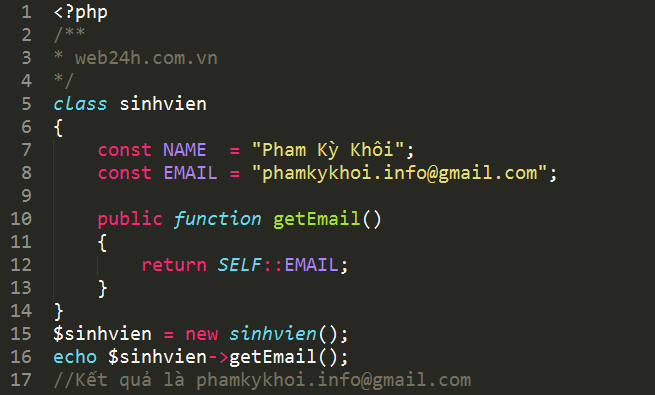 1 <?php
2 /**
3 * web24h.com.vn
4 */
5 class sinhvien
6 {
7     const NAME  = "Pham Kỳ Khôi";
8     const EMAIL = "phamkykhoi.info@gmail.com";
9
10     public function getEmail()
11     {
12         return SELF::EMAIL;
13     }
14 }
15 $sinhvien = new sinhvien();
16 echo $sinhvien->getEmail();
17 //Kết quả là phamkykhoi.info@gmail.com